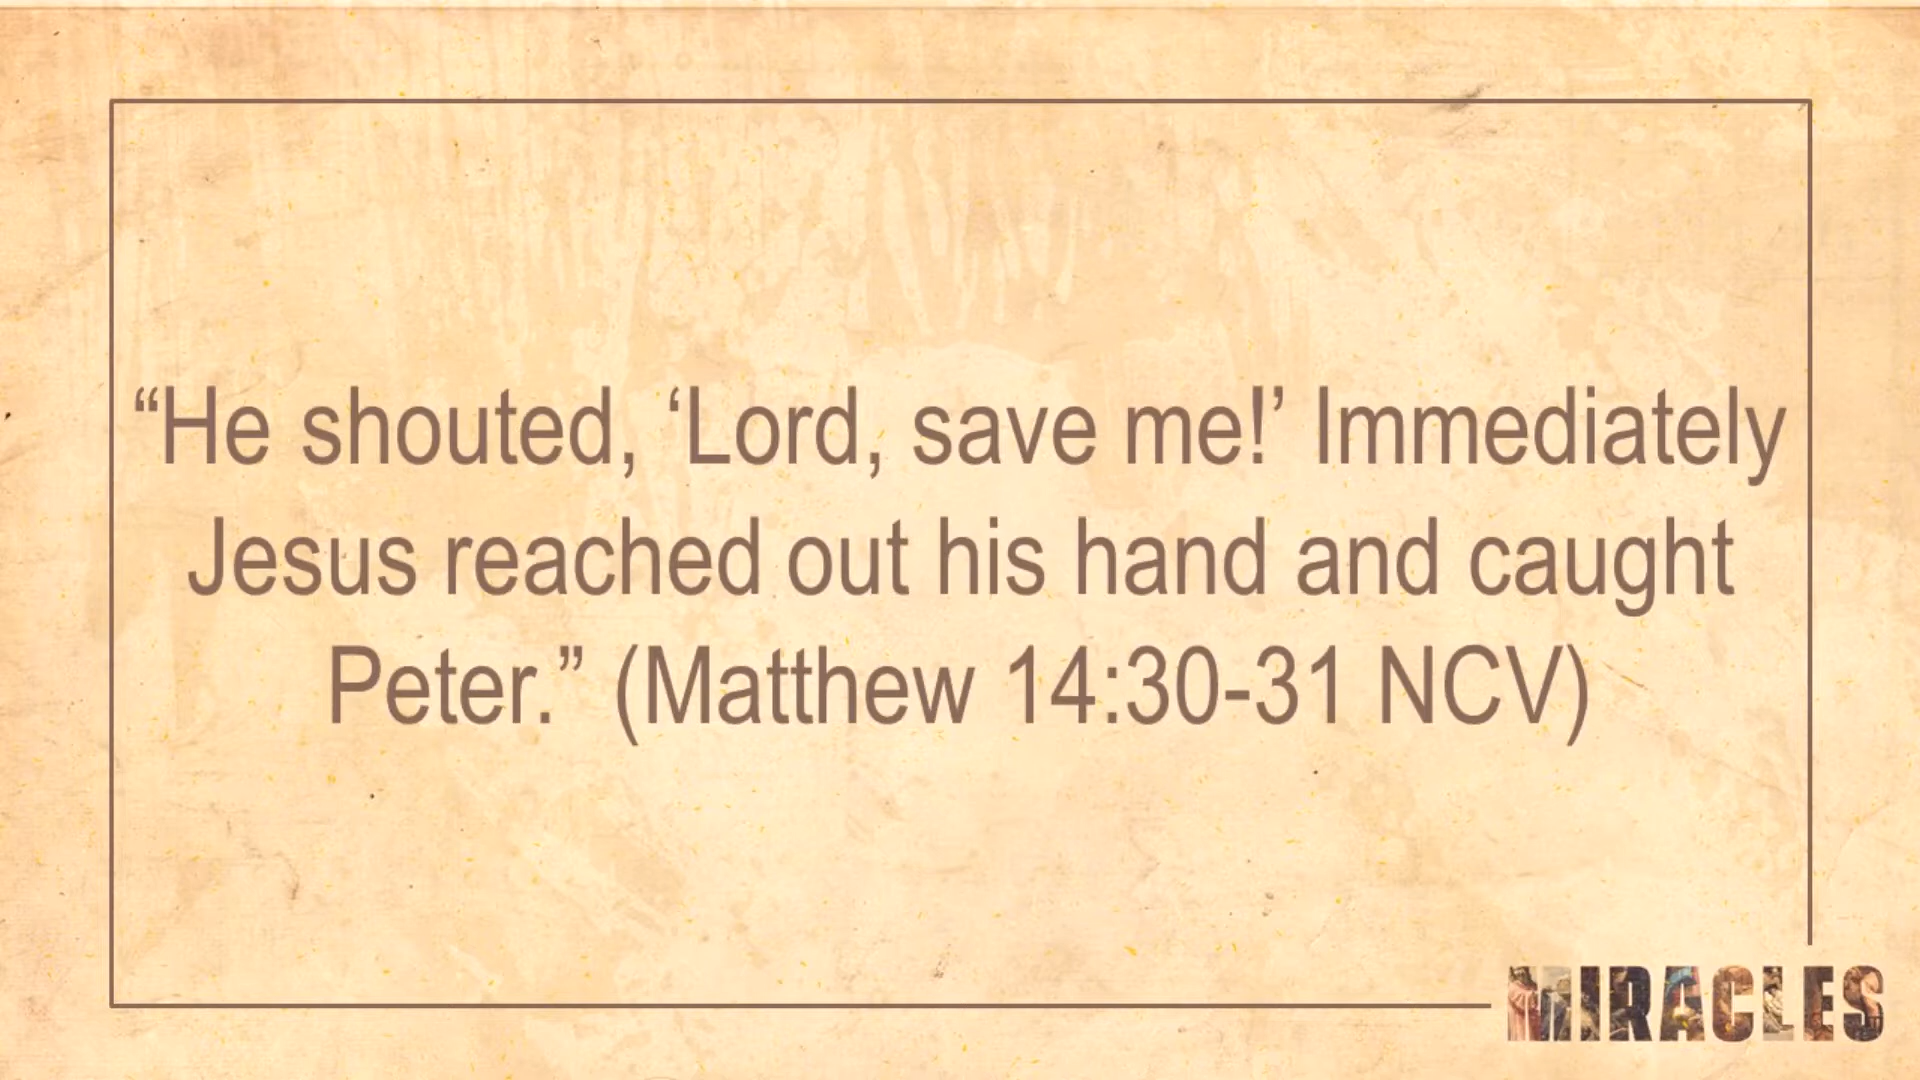 “He shouted, ‘Lord, save me!’ Immediately
Jesus reached out his hand and caught
Peter.” (Matthew 14:30-31 NCV)
MIRACLES